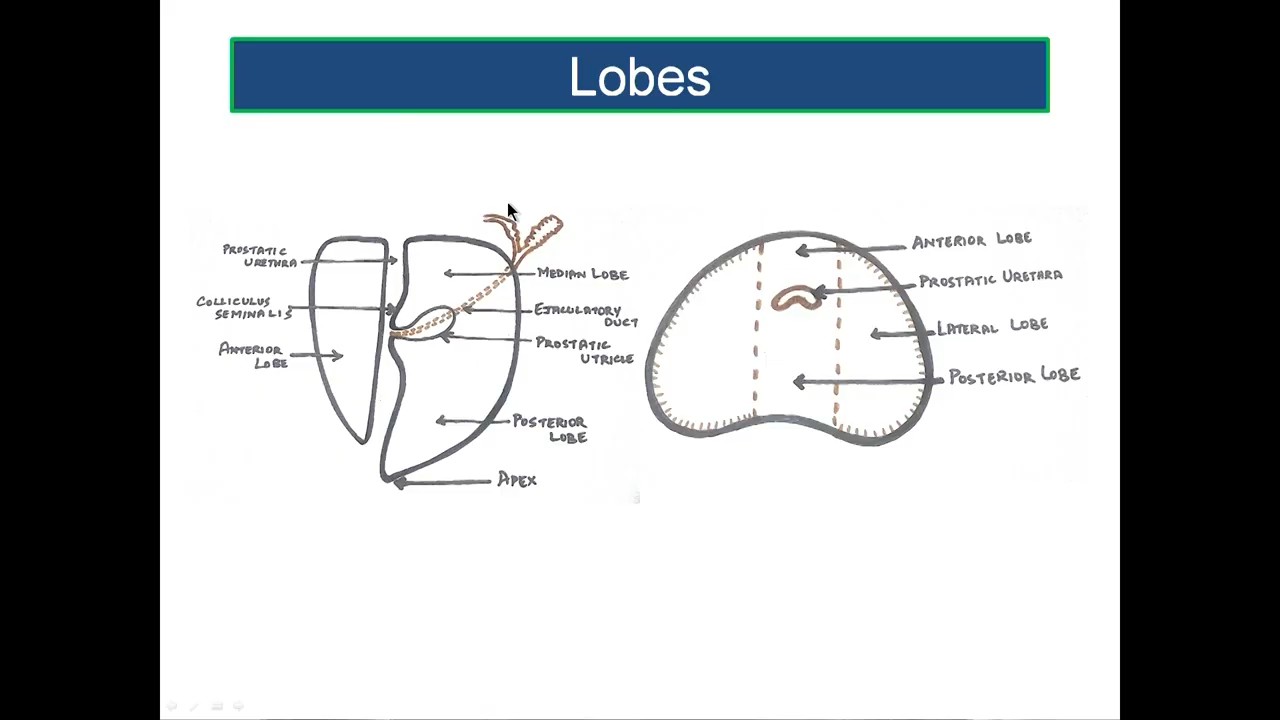 Lobes
PROSTATIC
URETHRA
COLLICULUS
SEMINALIS
ANTERIOR
LOBE
MEDIAN LOBE
EJACULATORY
DUCT
PROSTATIC
UTRICLE
POSTERIOR
LOBE
APEX
ANTERIOR LOBE
PROSTATIC URETHRA
LATERAL LOBE
POSTERIOR LOBE